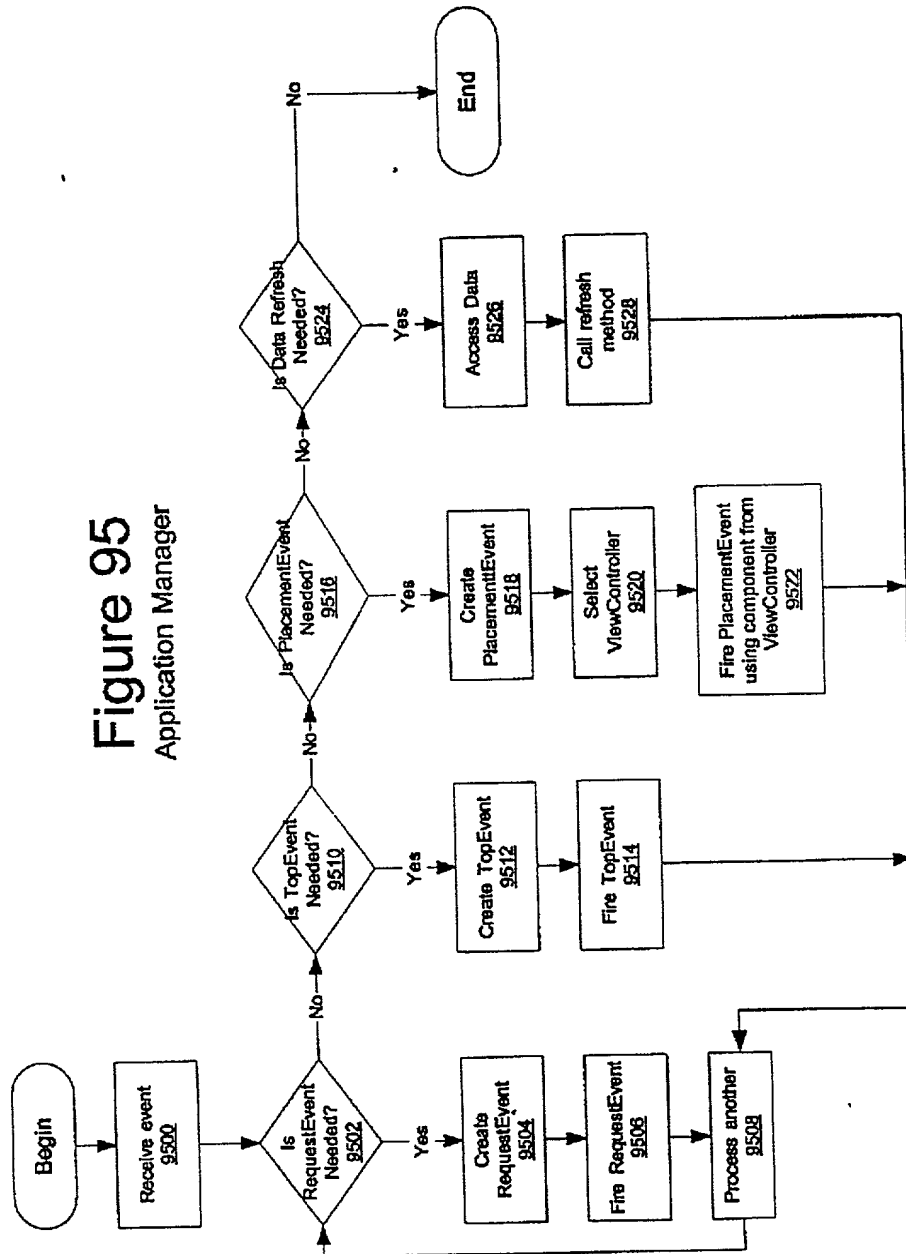 Figure 95
Application Manager
Begin
Receive event
9500
Is
RequestEvent
Needed?
9502
No
Yes
Create
RequestEvent
9504
Fire RequestEvent
9506
Process another
9508
Is TopEvent
Needed?
9510
No
Yes
Create TopEvent
9512
Fire TopEvent
9514
Is PlacementEvent
Needed?
9516
No
Yes
Create
PlacementtEvent
9518
Select
ViewController
9520
Fire PlacementEvent
using component from
ViewController
9522
Is Data Refresh
Needed?
9524
No
Yes
Access Data
9526
Call refresh
method
9528
End